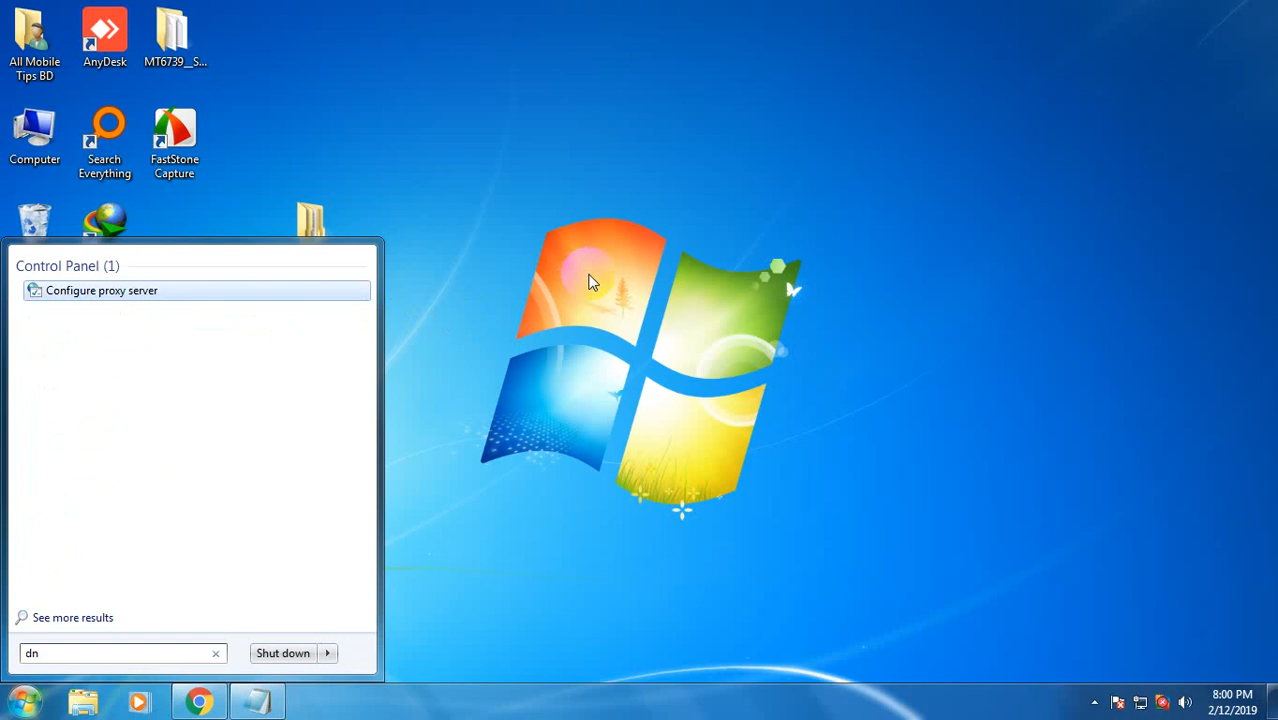 All Mobile
Tips BD
AnyDesk
MT6739__S...
Computer
Search
Everything
FastStone
Capture
Control Panel (1)
Configure proxy server
See more results
dn
Shut down
8:00 PM
2/12/2019